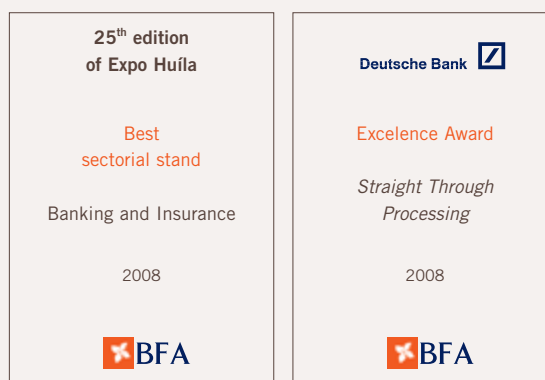 25th edition
of Expo Huíla
Best
sectorial stand
Banking and Insurance
2008
BFA
Deutsche Bank
Excelence Award
Straight Through
Processing
2008
BFA